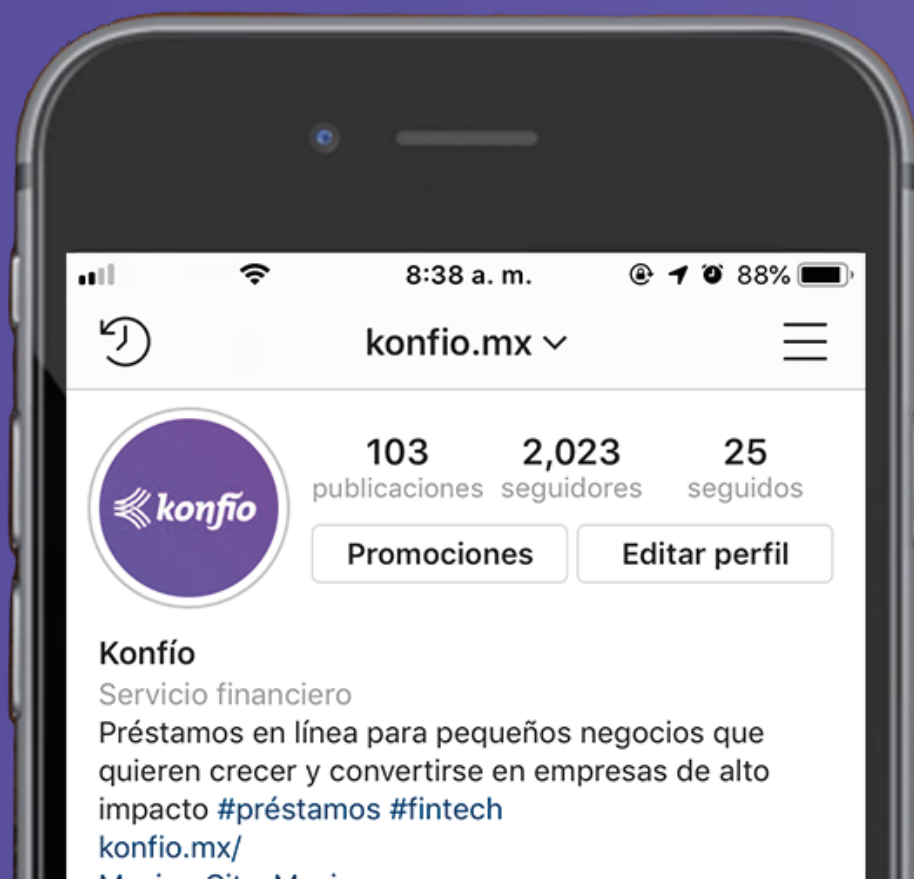 8:38 a. m.
88%
konfio.mx
103
2,023
25
publicaciones
seguidores
seguidos
konfío
Promociones
Editar perfil
Konfío
Servicio financiero
Préstamos en línea para pequeños negocios que
quieren crecer y convertirse en empresas de alto
impacto #préstamos #fintech
konfio.mx/